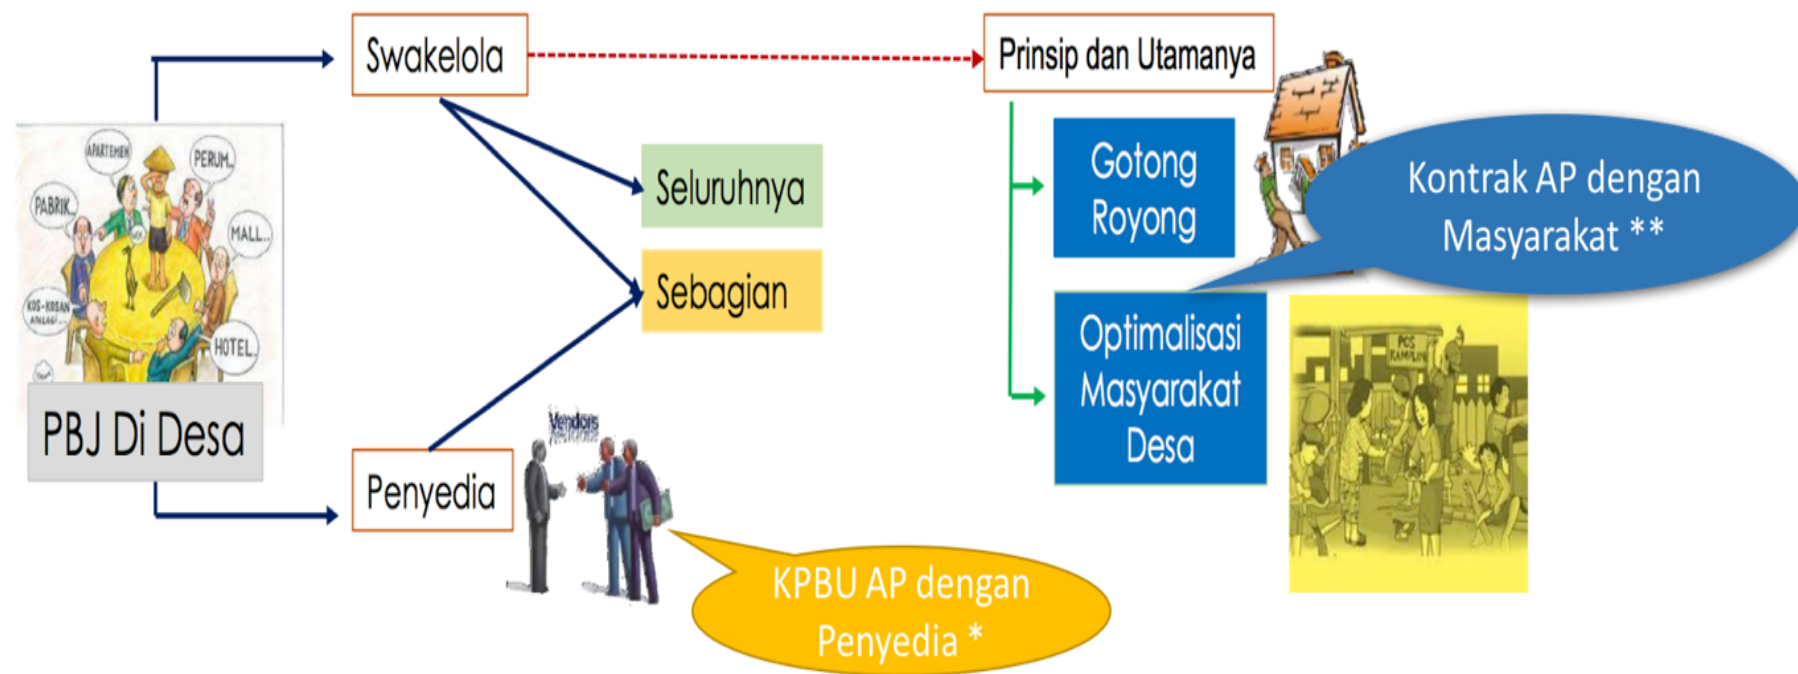 Swakelola
Prinsip dan Utamanya
APARTEMEN
PERUM..
PABRIK..
MALL..
KOS-KOSAN
HOTEL..
PBJ Di Desa
Seluruhnya
Sebagian
Gotong
Royong
Kontrak AP dengan
Masyarakat **
Optimalisasi
Masyarakat
Desa
POS
Vendors
Penyedia
KPBU AP dengan
Penyedia *